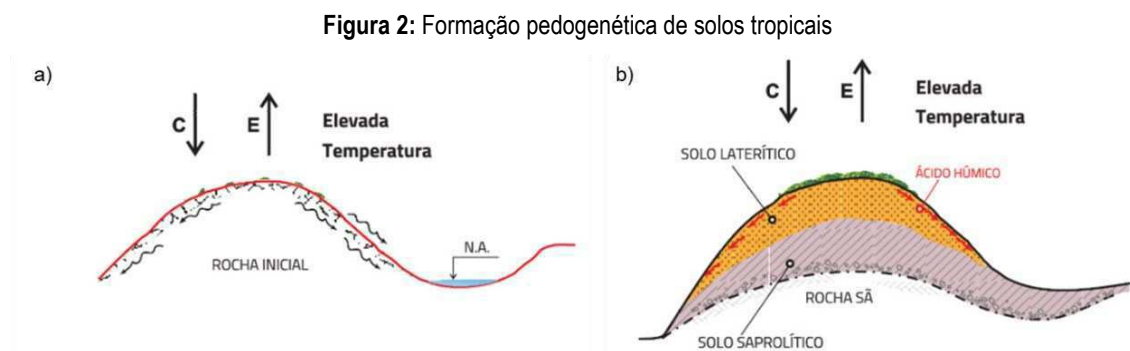 Figura 2: Formação pedogenética de solos tropicais
a)
C
E
Elevada
Temperatura
N.A.
ROCHA INICIAL
b)
C
E
Elevada
Temperatura
SOLO LATERÍTICO
ÁCIDO HÚMICO
ROCHA SÃ
SOLO SAPROLÍTICO